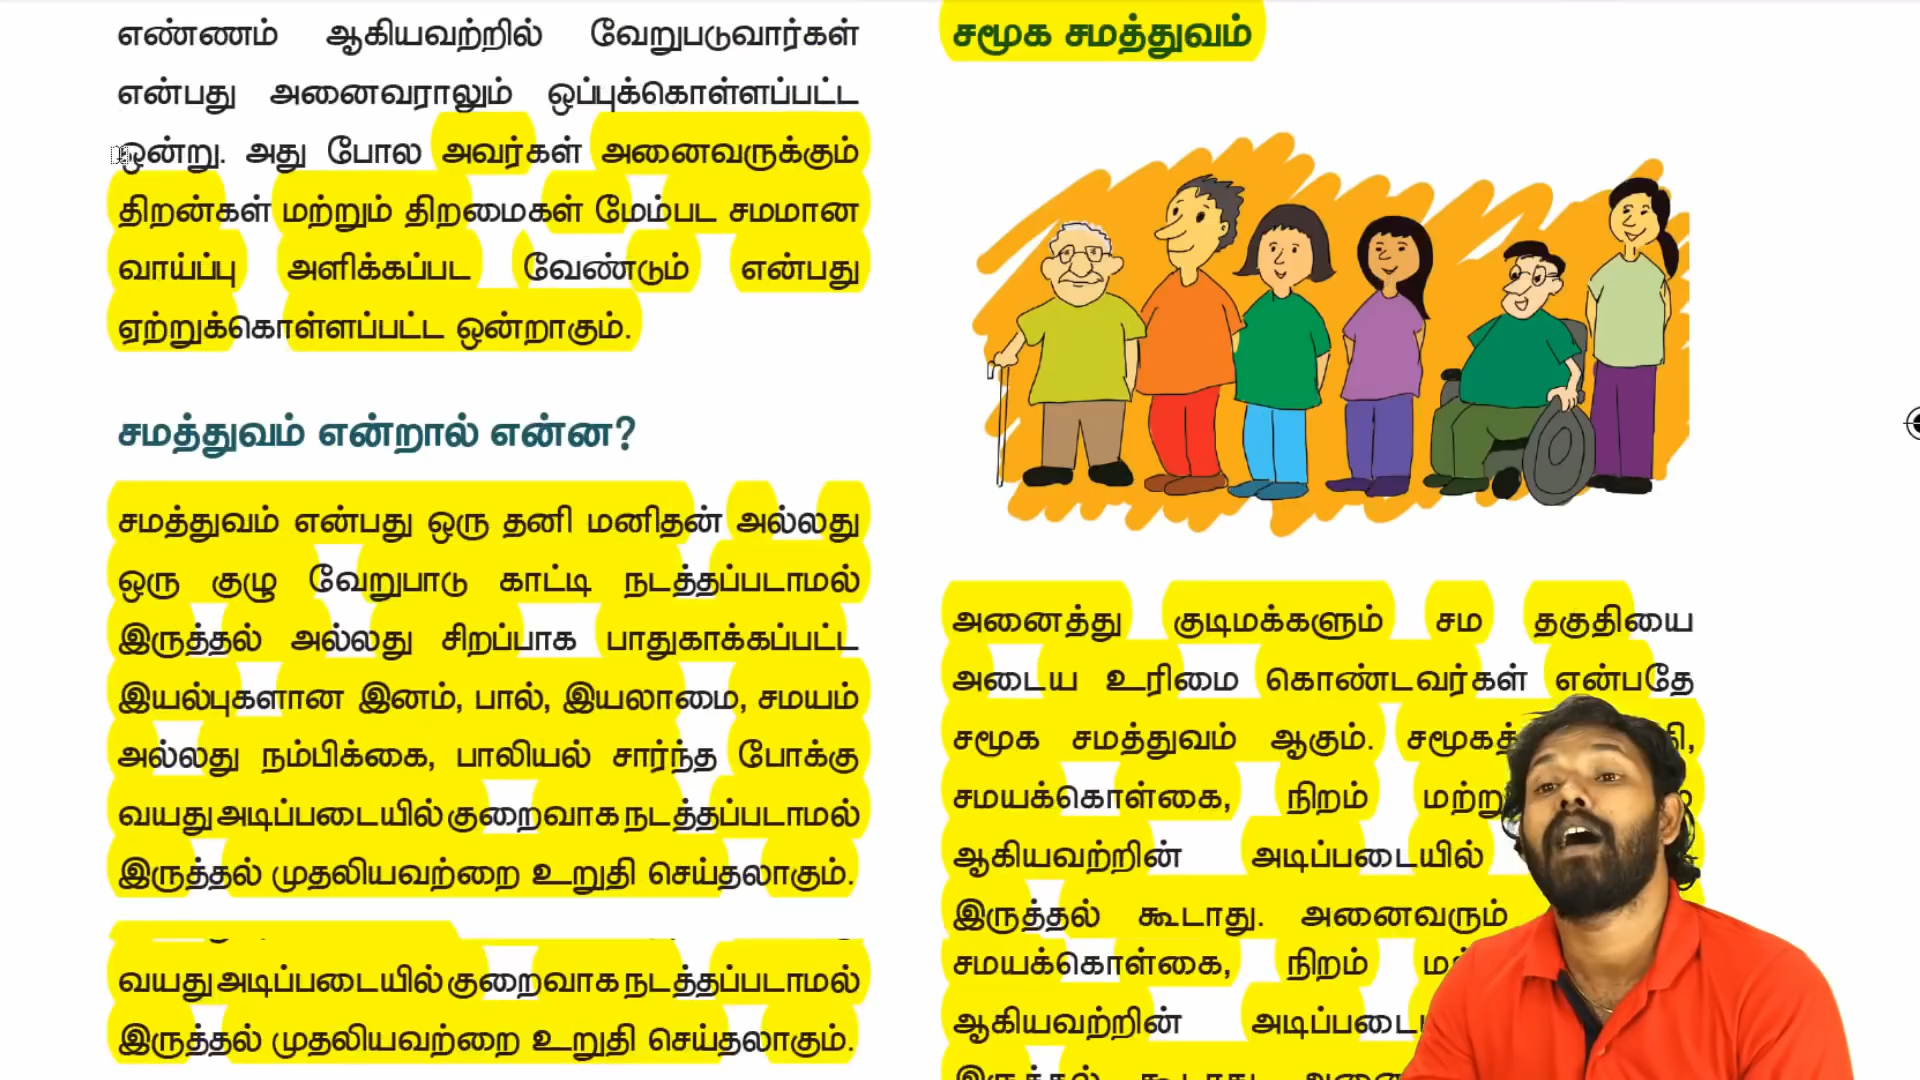 எண்ணம் ஆகியவற்றில் வேறுபடுவார்கள்
என்பது அனைவராலும் ஒப்புக்கொள்ளப்பட்ட
ஒன்று. அது போல அவர்கள் அனைவருக்கும்
திறன்கள் மற்றும் திறமைகள் மேம்பட சமமான
வாய்ப்பு அளிக்கப்பட வேண்டும் என்பது
ஏற்றுக்கொள்ளப்பட்ட ஒன்றாகும்.
சமத்துவம் என்றால் என்ன?
சமத்துவம் என்பது ஒரு தனி மனிதன் அல்லது
ஒரு குழு வேறுபாடு காட்டி நடத்தப்படாமல்
இருத்தல் அல்லது சிறப்பாக பாதுகாக்கப்பட்ட
இயல்புகளான இனம், பால், இயலாமை, சமயம்
அல்லது நம்பிக்கை, பாலியல் சார்ந்த போக்கு
வயது அடிப்படையில் குறைவாக நடத்தப்படாமல்
இருத்தல் முதலியவற்றை உறுதி செய்தலாகும்.
வயது அடிப்படையில் குறைவாக நடத்தப்படாமல்
இருத்தல் முதலியவற்றை உறுதி செய்தலாகும்.
சமூக சமத்துவம்
அனைத்து குடிமக்களும் சம தகுதியை
அடைய உரிமை கொண்டவர்கள் என்பதே
சமூக சமத்துவம் ஆகும்.
சமயக்கொள்கை, நிறம்
ஆகியவற்றின் அடிப்படையில்
இருத்தல் கூடாது. அனைவரும்
சமயக்கொள்கை, நிறம்
ஆகியவற்றின்